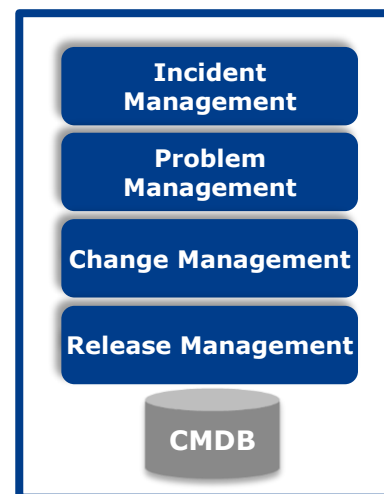 Incident
Management
Problem
Management
Change Management
Release Management
CMDB